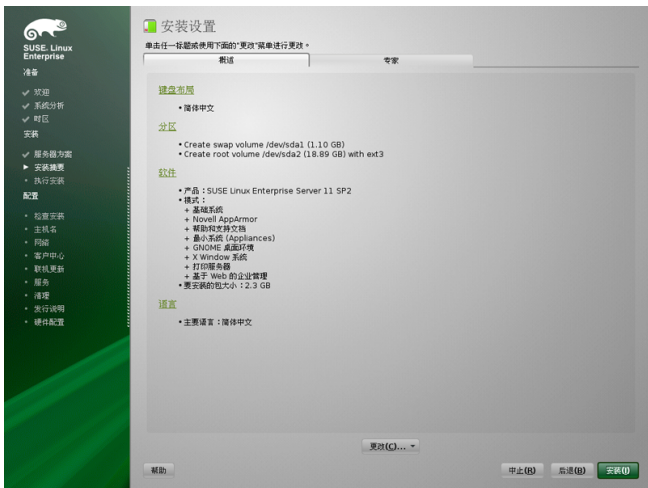 SUSE. Linux
Enterprise
准备
欢迎
系统分析
时区
安装
服务器方案
安装摘要
执行安装
配置
检查安装
主机名
网络
客户中心
联机更新
服务
清理
发行说明
硬件配置
安装设置
单击任一标题或使用下面的"更改"菜单进行更改。
概述
专家
键盘布局
• 简体中文
分区
• Create swap volume /dev/sda1 (1.10 GB)
• Create root volume /dev/sda2 (18.89 GB) with ext3
软件
• 产品：SUSE Linux Enterprise Server 11 SP2
• 模式：
+ 基础系统
+ Novell AppArmor
+ 帮助和支持文档
+ 最小系统 (Appliances)
+ GNOME 桌面环境
+ X Window 系统
+ 打印服务器
+ 基于 Web 的企业管理
• 要安装的包大小：2.3 GB
语言
• 主要语言：简体中文
更改(C)...
帮助
中止(R)
后退(B)
安装(I)